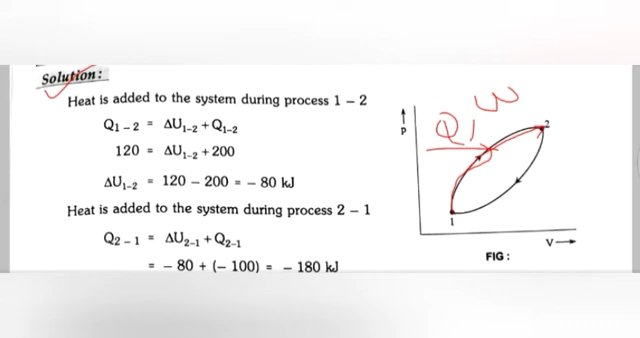 Solution:
Heat is added to the system during process 1 – 2
Q₁₋₂ = ΔU₁₋₂ + Q₁₋₂
120 = ΔU₁₋₂ + 200
ΔU₁₋₂ = 120 – 200 = – 80 kJ
Heat is added to the system during process 2 – 1
Q₂₋₁ = ΔU₂₋₁ + Q₂₋₁
= – 80 + (– 100) = – 180 kJ
Q, W
P
2
1
V
FIG :